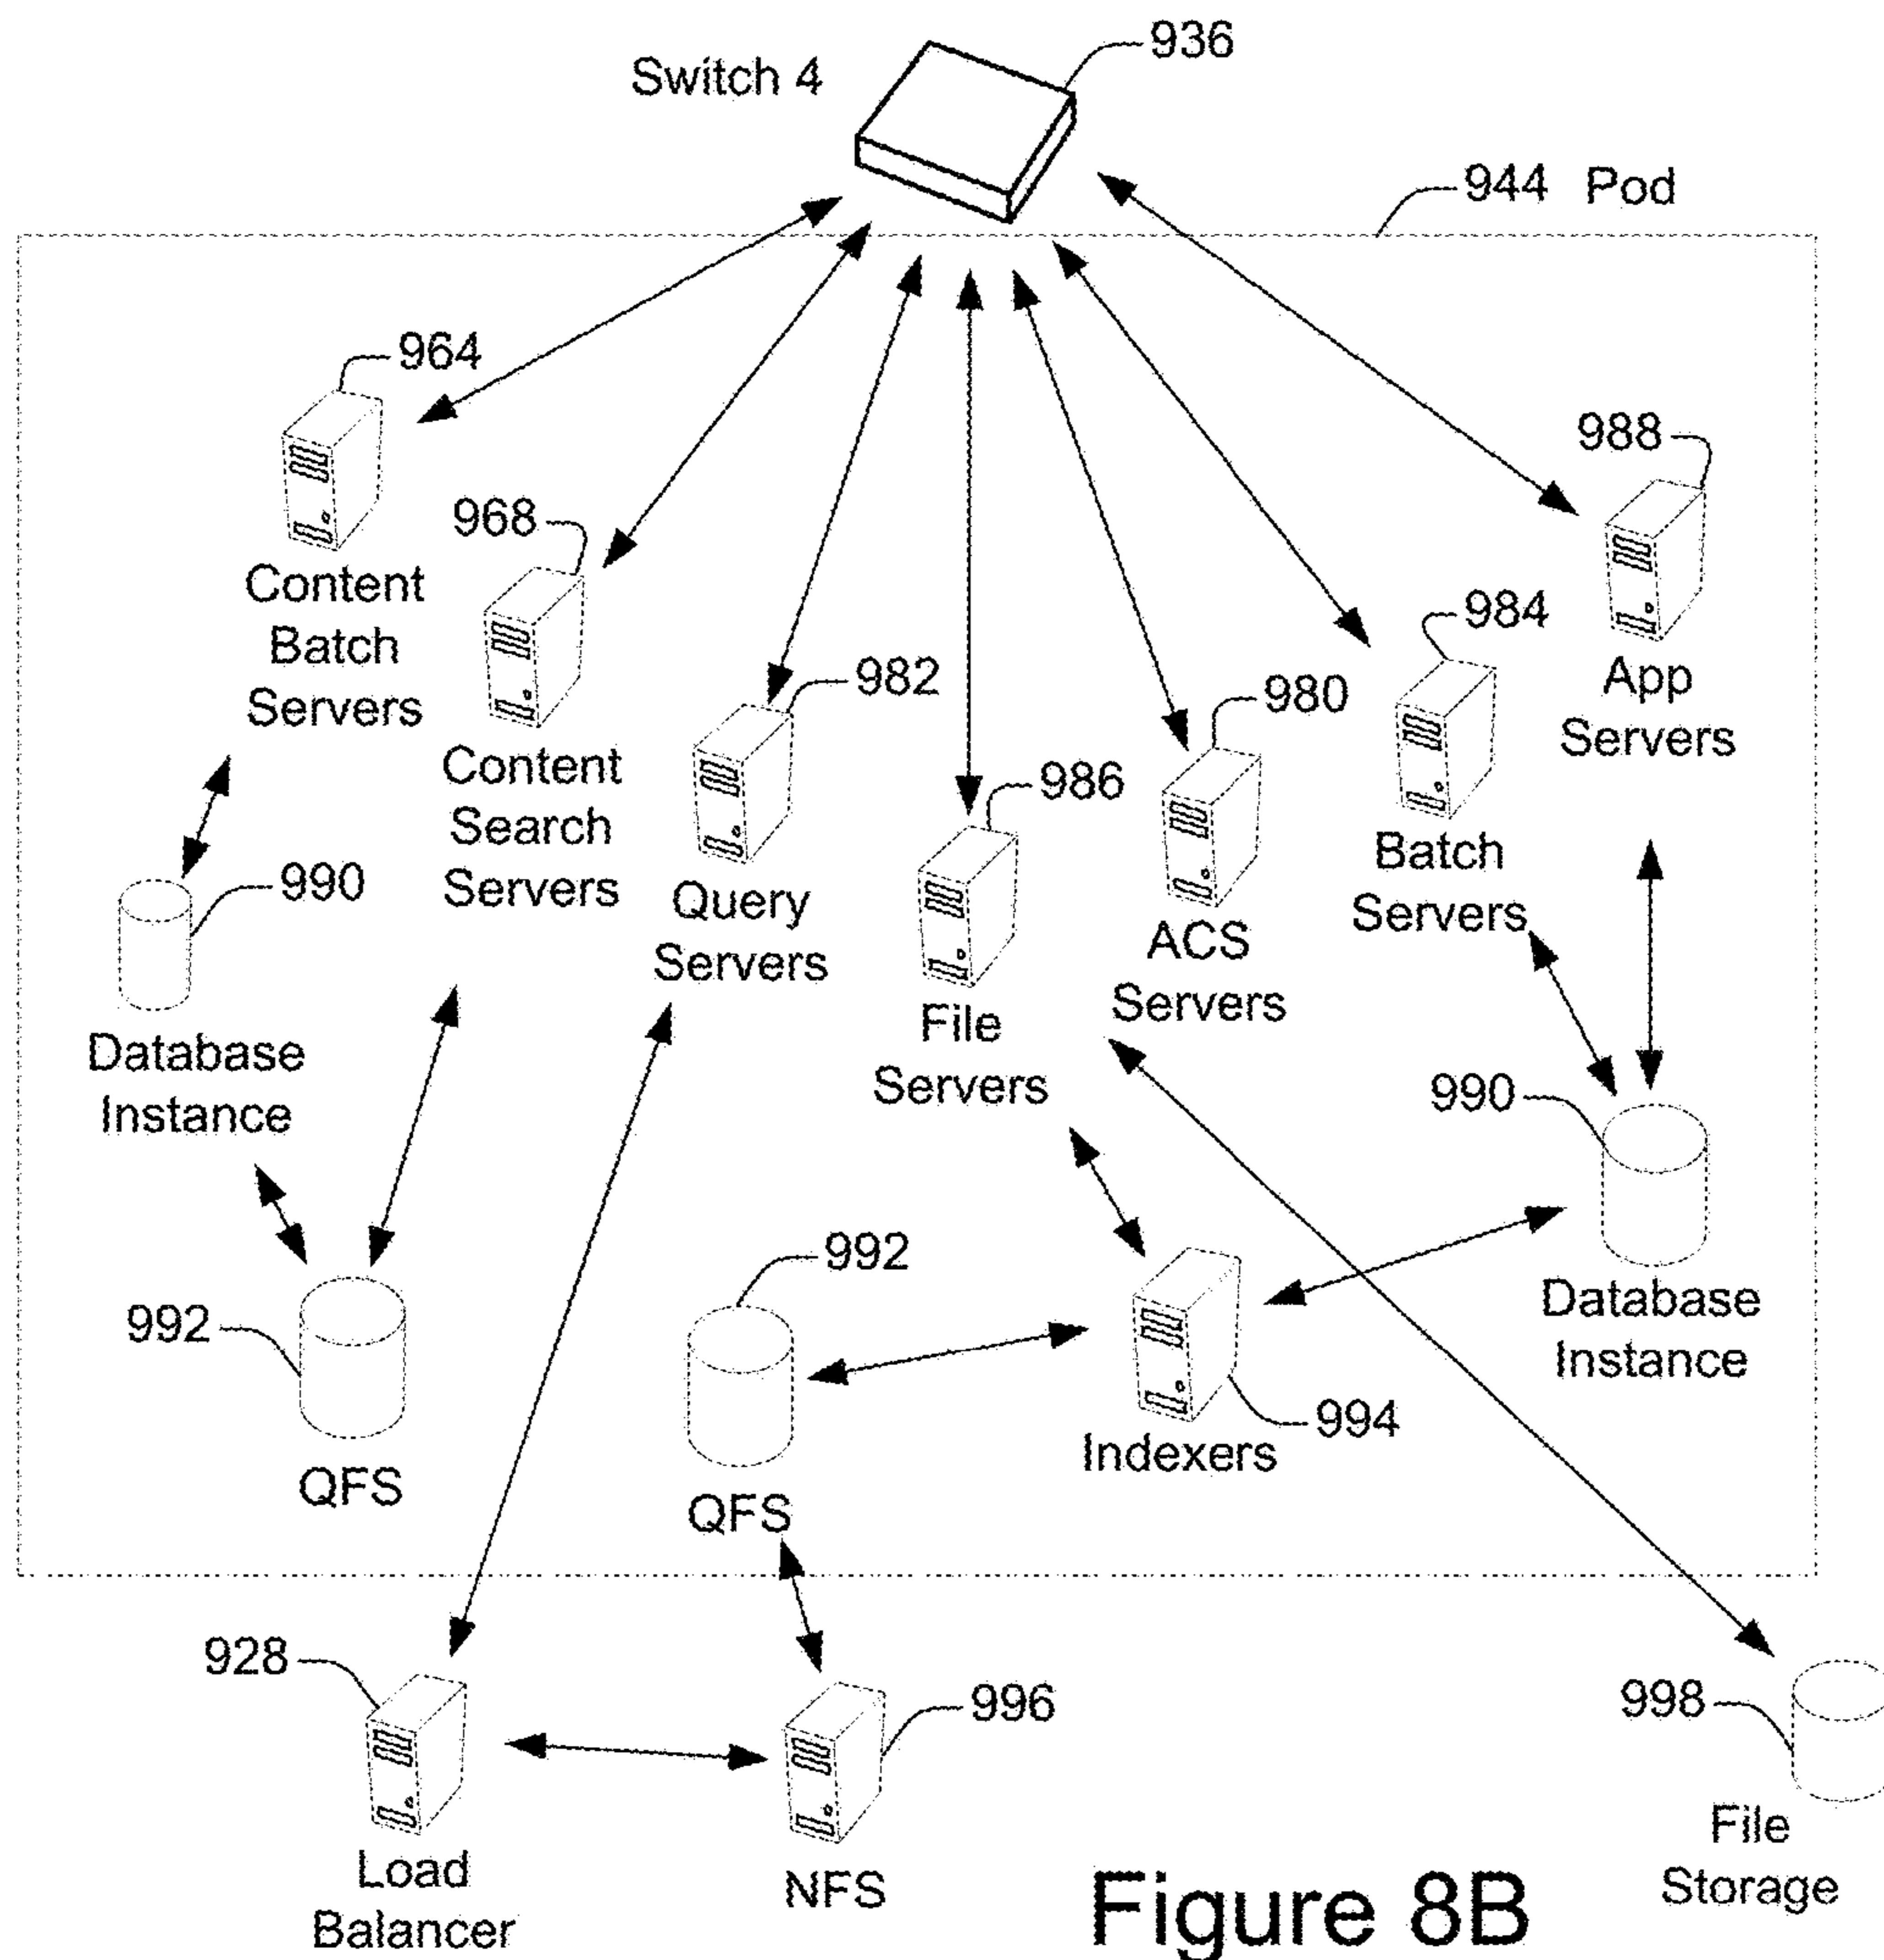 936
Switch 4
944 Pod
964
988
968
984
Content
Batch
Servers
982
980
App
Servers
Content
Search
Servers
986
Batch
Servers
990
Query
Servers
ACS
Servers
File
Servers
Database
Instance
990
992
992
Database
Instance
994
Indexers
QFS
QFS
928
996
998
File
Storage
Load
Balancer
NFS
Figure 8B